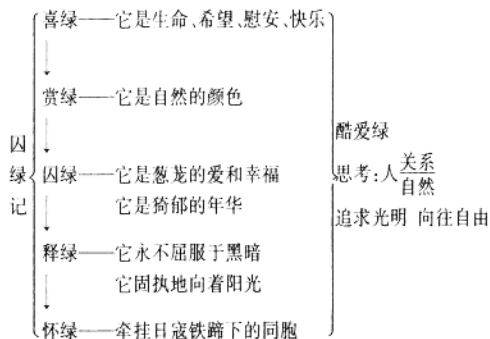 囚绿记
喜绿——它是生命、希望、慰安、快乐
赏绿——它是自然的颜色
囚绿——它是葱茏的爱和幸福
它是猗郁的年华
释绿——它永不屈服于黑暗
它固执地向着阳光
怀绿——牵挂日寇铁蹄下的同胞
酷爱绿
思考:人关系自然
追求光明 向往自由